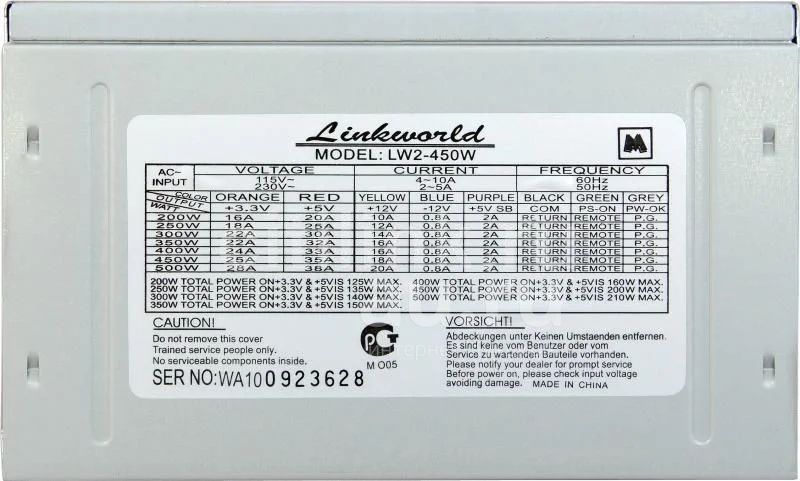 Linkworld
MODEL: LW2-450W
M
AC~ INPUT VOLTAGE CURRENT FREQUENCY
115V~ 4~10A 60Hz
230V~ 2~5A 50Hz
COLOR OUTPUT WATT ORANGE RED YELLOW BLUE PURPLE BLACK GREEN GREY
+3.3V +5V +12V -12V +5V SB COM PS-ON PW-OK
200W 16A 20A 10A 0.8A 2A RETURN REMOTE P.G.
250W 18A 25A 12A 0.8A 2A RETURN REMOTE P.G.
300W 22A 30A 14A 0.8A 2A RETURN REMOTE P.G.
350W 22A 32A 16A 0.8A 2A RETURN REMOTE P.G.
400W 24A 33A 16A 0.8A 2A RETURN REMOTE P.G.
450W 25A 35A 18A 0.8A 2A RETURN REMOTE P.G.
500W 28A 38A 20A 0.8A 2A RETURN REMOTE P.G.
200W TOTAL POWER ON+3.3V & +5VIS 125W MAX. 400W TOTAL POWER ON+3.3V & +5VIS 160W MAX.
250W TOTAL POWER ON+3.3V & +5VIS 135W MAX. 450W TOTAL POWER ON+3.3V & +5VIS 200W MAX.
300W TOTAL POWER ON+3.3V & +5VIS 140W MAX. 500W TOTAL POWER ON+3.3V & +5VIS 210W MAX.
350W TOTAL POWER ON+3.3V & +5VIS 150W MAX.
CAUTION!
Do not remove this cover
Trained service people only.
No serviceable components inside.
SER NO:WA100923628
РСТ
М О05
VORSICHT!
Abdeckungen unter Keinen Umstaenden entfernen.
Es sind keine vom Benutzer oder vom
Service zu wartenden Bauteile vorhanden.
Before power on, please check input voltage
avoiding damage. MADE IN CHINA